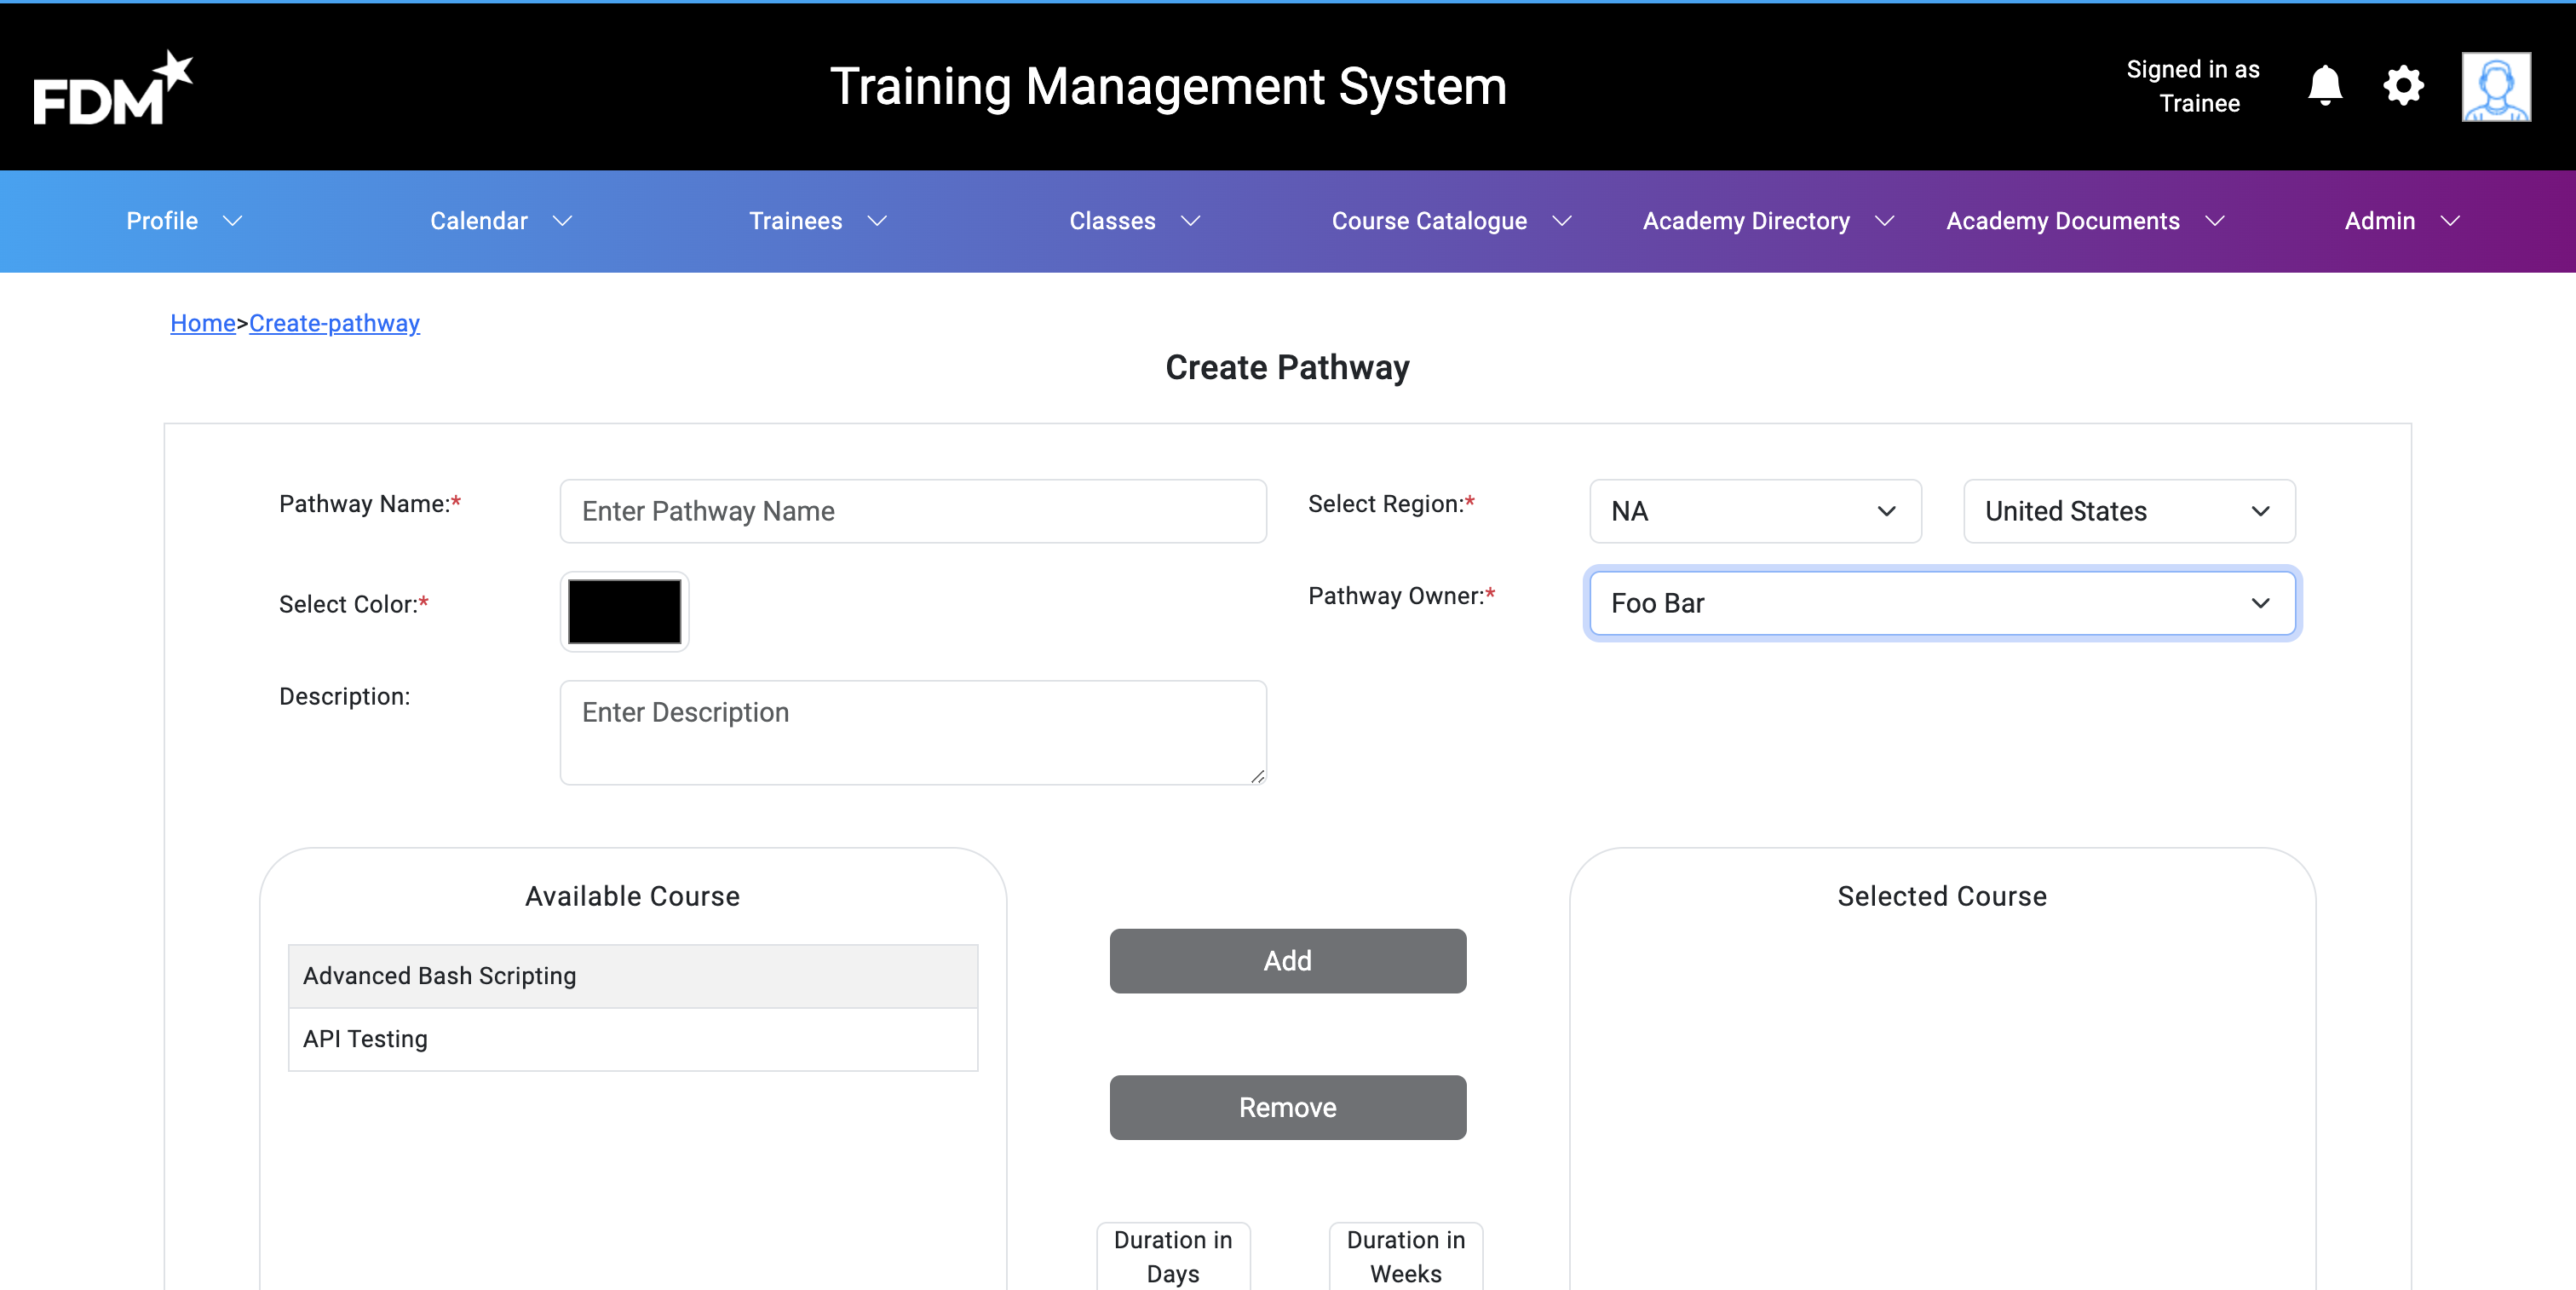 FDM
Training Management System
Signed in as
Trainee
Profile
Calendar
Trainees
Classes
Course Catalogue
Academy Directory
Academy Documents
Admin
Home>Create-pathway
Create Pathway
Pathway Name:*
Enter Pathway Name
Select Region:*
NA
United States
Select Color:*
Pathway Owner:*
Foo Bar
Description:
Enter Description
Available Course
Advanced Bash Scripting
API Testing
Add
Remove
Duration in
Days
Duration in
Weeks
Selected Course